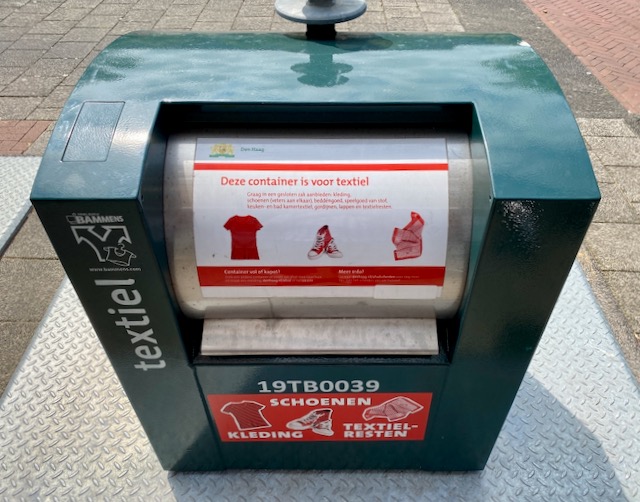 Den Haag
Deze container is voor textiel
Graag in een gesloten zak aanbieden: kleding,
schoenen (veters aan elkaar), beddengoed, speelgoed van stof,
keuken- en bad kamertextiel, gordijnen, lappen en textielresten.
Container vol of kapot?
Meer info?
BAMMENS
www.bammens.com
textiel
19TB0039
SCHOENEN
KLEDING
TEXTIEL-
RESTEN